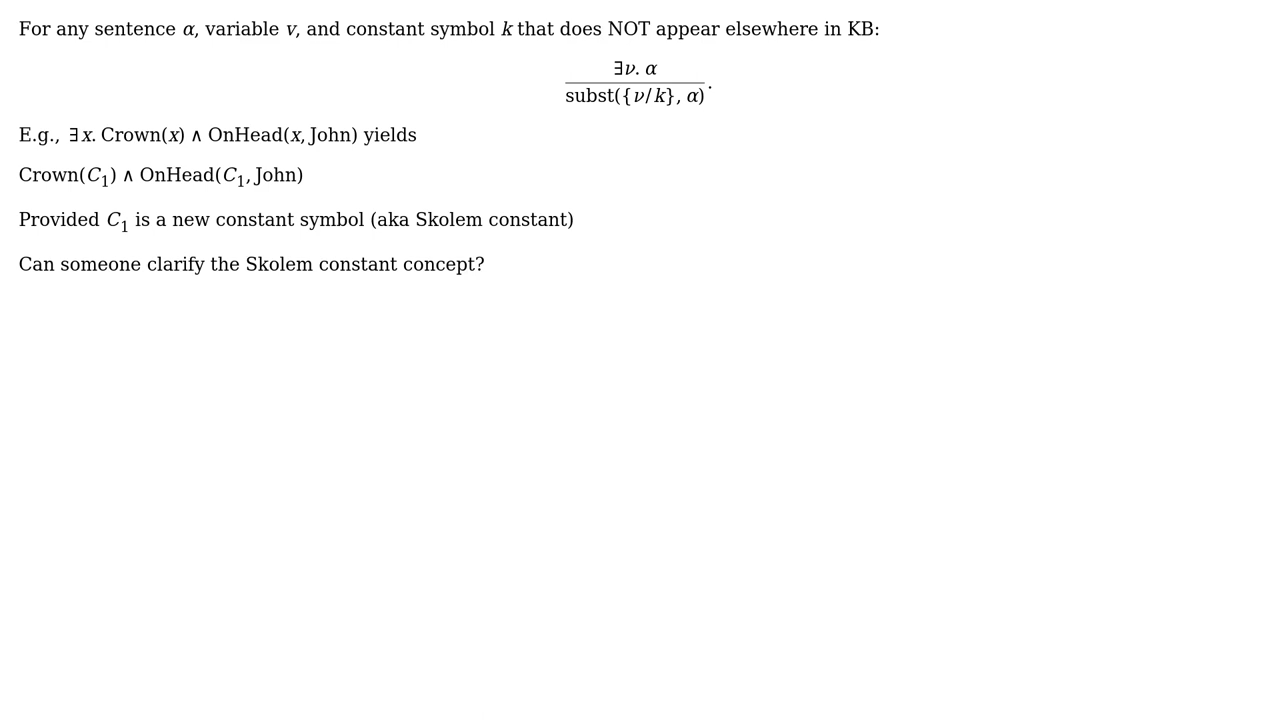 For any sentence α, variable v, and constant symbol k that does NOT appear elsewhere in KB:
∃ν. α
subst({ν/k}, α).
E.g., ∃x. Crown(x) ∧ OnHead(x, John) yields
Crown(C₁) ∧ OnHead(C₁, John)
Provided C₁ is a new constant symbol (aka Skolem constant)
Can someone clarify the Skolem constant concept?